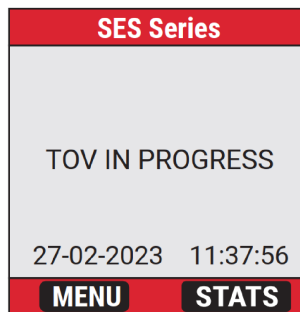 SES Series
TOV IN PROGRESS
27-02-2023 11:37:56
MENU STATS